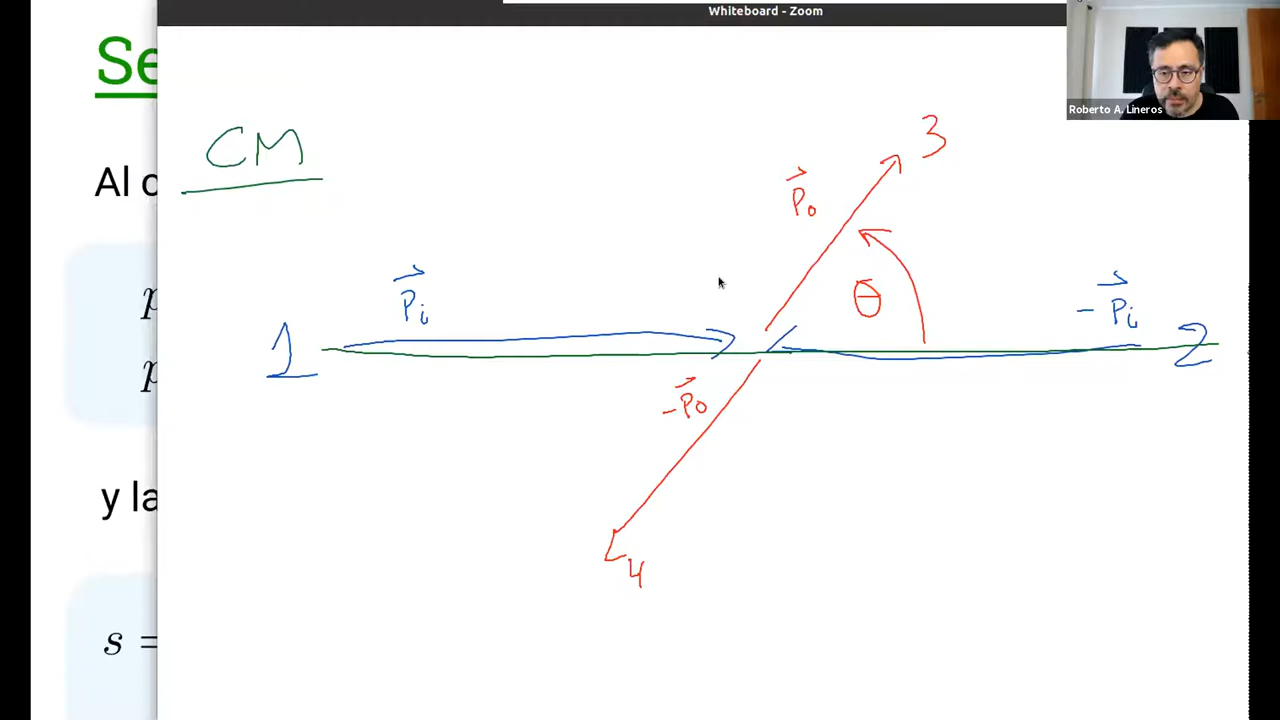 Whiteboard - Zoom
Roberto A. Lineros
Se
CM
3
Al c
P⃗o
θ
p
P⃗i
-P⃗i
1
2
p
-P⃗o
y la
4
s =